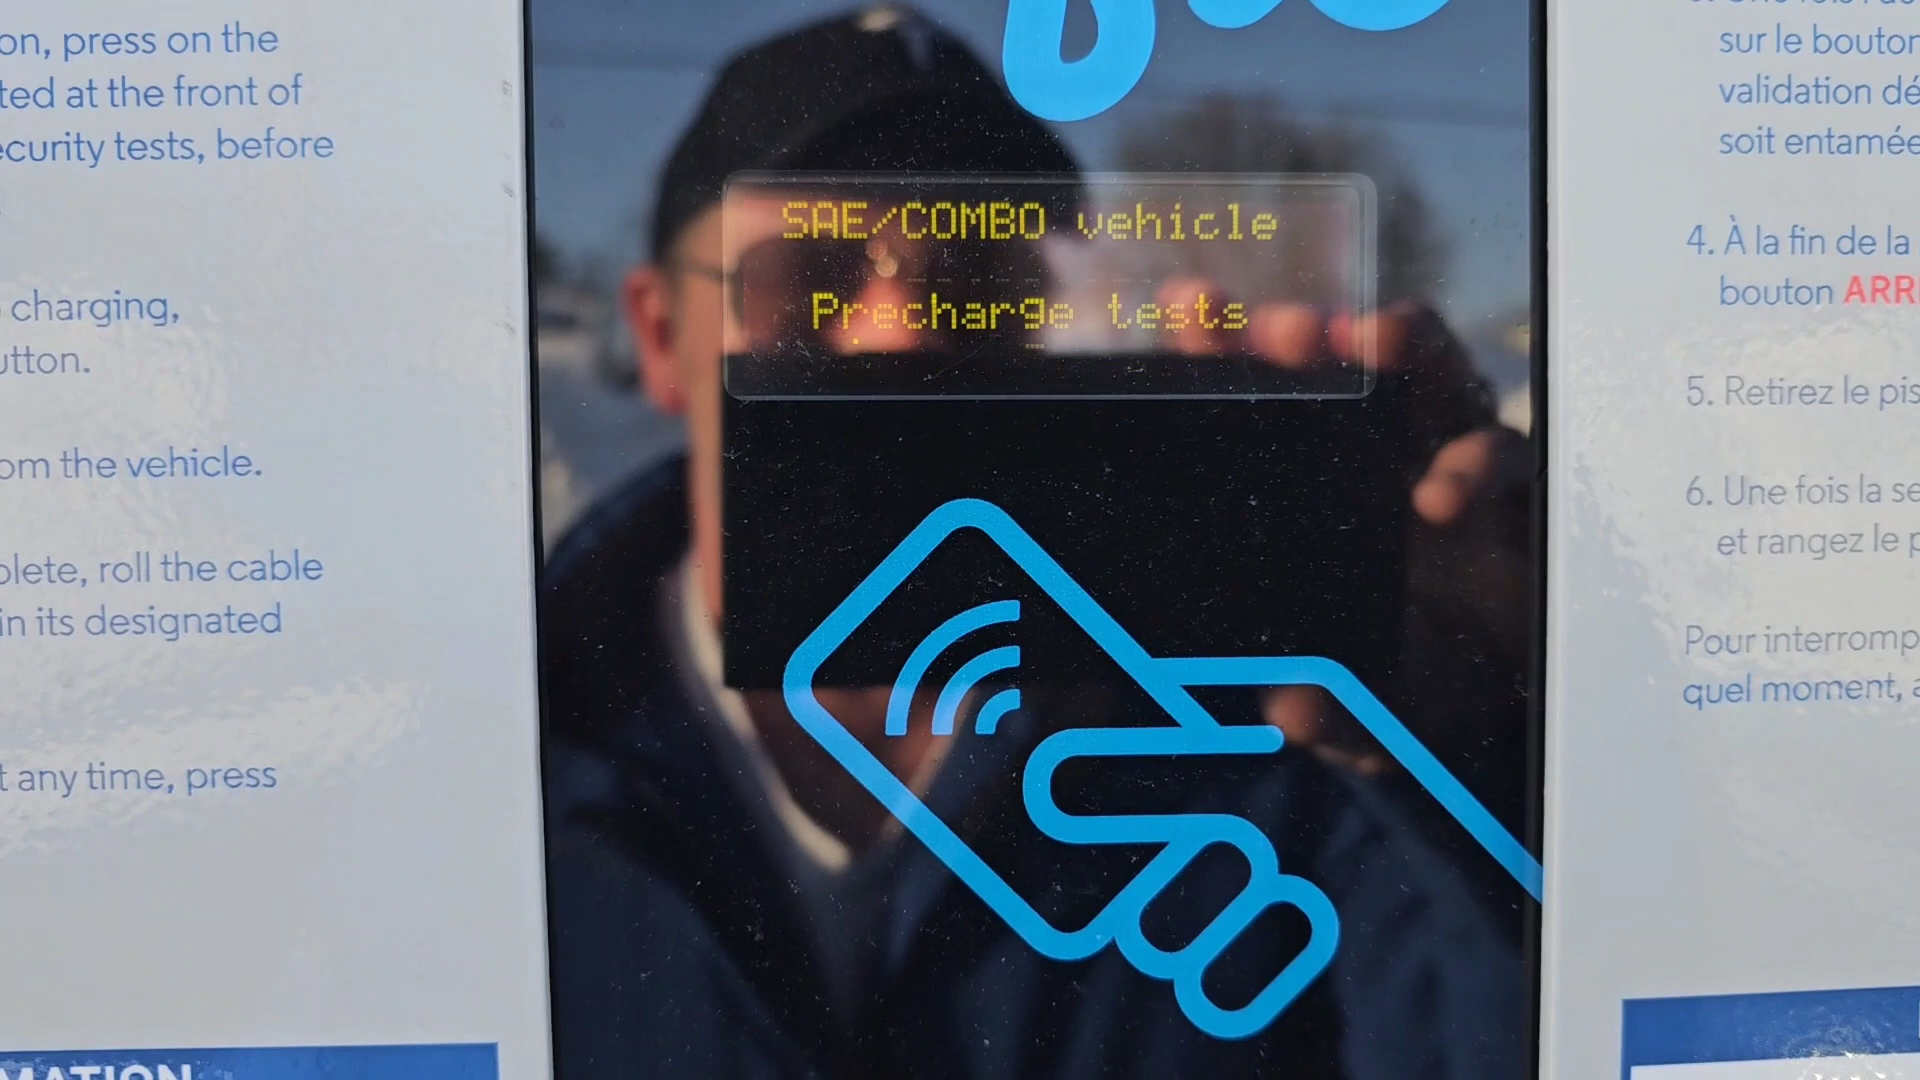 on, press on the
ted at the front of
ecurity tests, before
charging,
utton.
om the vehicle.
plete, roll the cable
in its designated
t any time, press
MATION
SAE/COMBO vehicle
Precharge tests
sur le bouton
validation dé
soit entamée
4. À la fin de la
bouton ARR
5. Retirez le pis
6. Une fois la se
et rangez le p
Pour interromp
quel moment, a